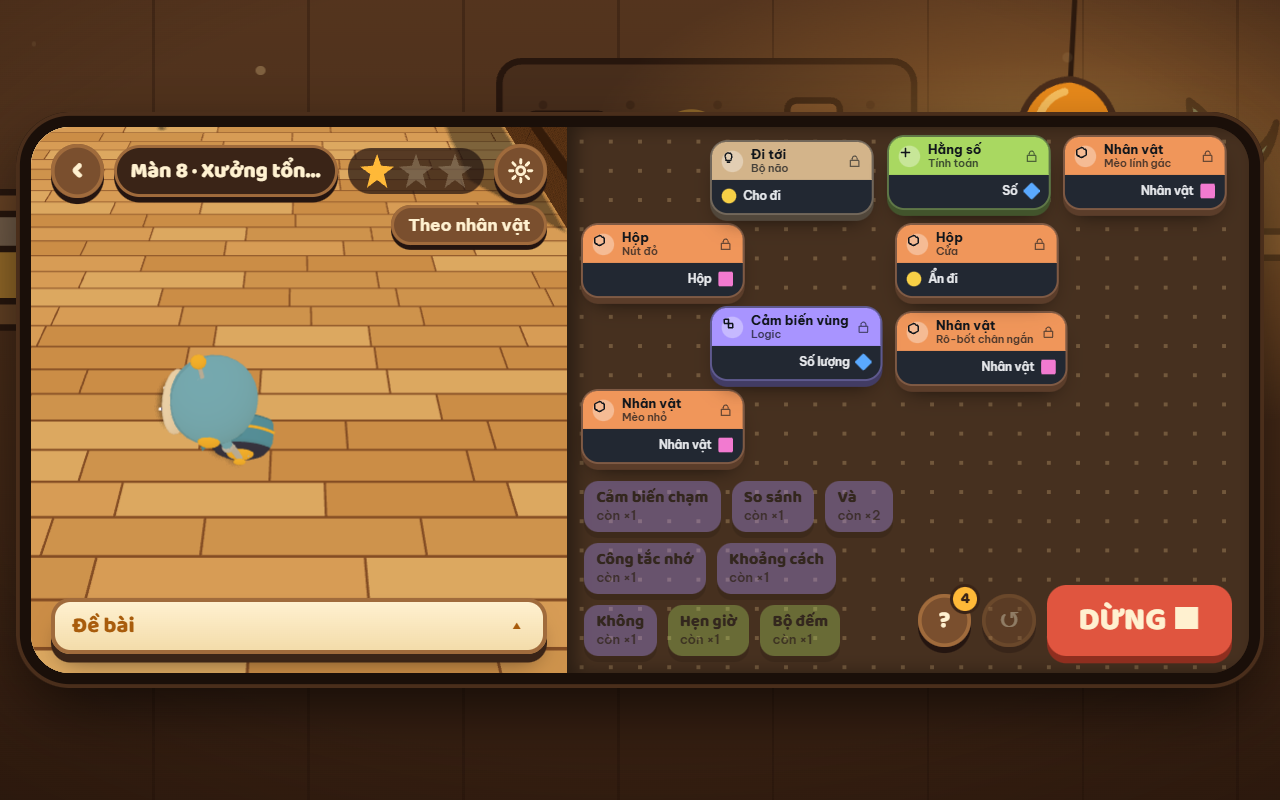 Màn 8 · Xưởng tổn...
Theo nhân vật
Đề bài
Đi tới
Bộ não
Cho đi
Hằng số
Tính toán
Số
Nhân vật
Mèo lính gác
Nhân vật
Hộp
Nút đỏ
Hộp
Hộp
Cửa
Ẩn đi
Cảm biến vùng
Logic
Số lượng
Nhân vật
Rô-bốt chân ngắn
Nhân vật
Nhân vật
Mèo nhỏ
Nhân vật
Cảm biến chạm
còn ×1
So sánh
còn ×1
Và
còn ×2
Công tắc nhớ
còn ×1
Khoảng cách
còn ×1
Không
còn ×1
Hẹn giờ
còn ×1
Bộ đếm
còn ×1
?
4
DỪNG